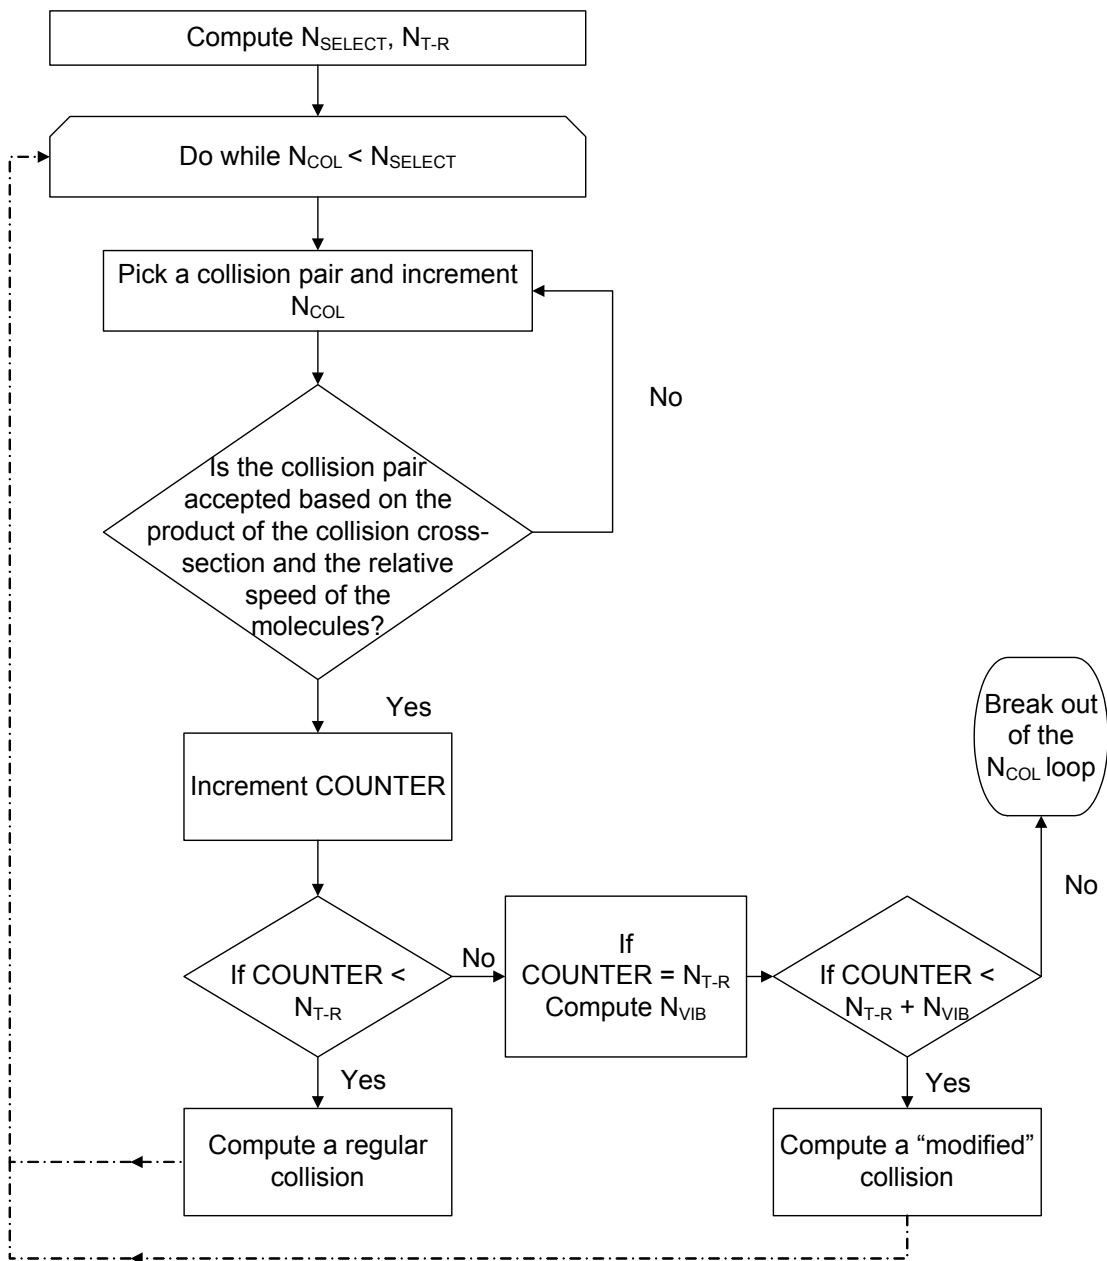 Compute N_SELECT, N_T-R
Do while N_COL < N_SELECT
Pick a collision pair and increment
N_COL
No
Is the collision pair
accepted based on the
product of the collision cross-
section and the relative
speed of the
molecules?
Yes
Increment COUNTER
Break out
of the
N_COL loop
No
If COUNTER <
N_T-R
No
If
COUNTER = N_T-R
Compute N_VIB
If COUNTER <
N_T-R + N_VIB
Yes
Yes
Compute a regular
collision
Compute a “modified”
collision